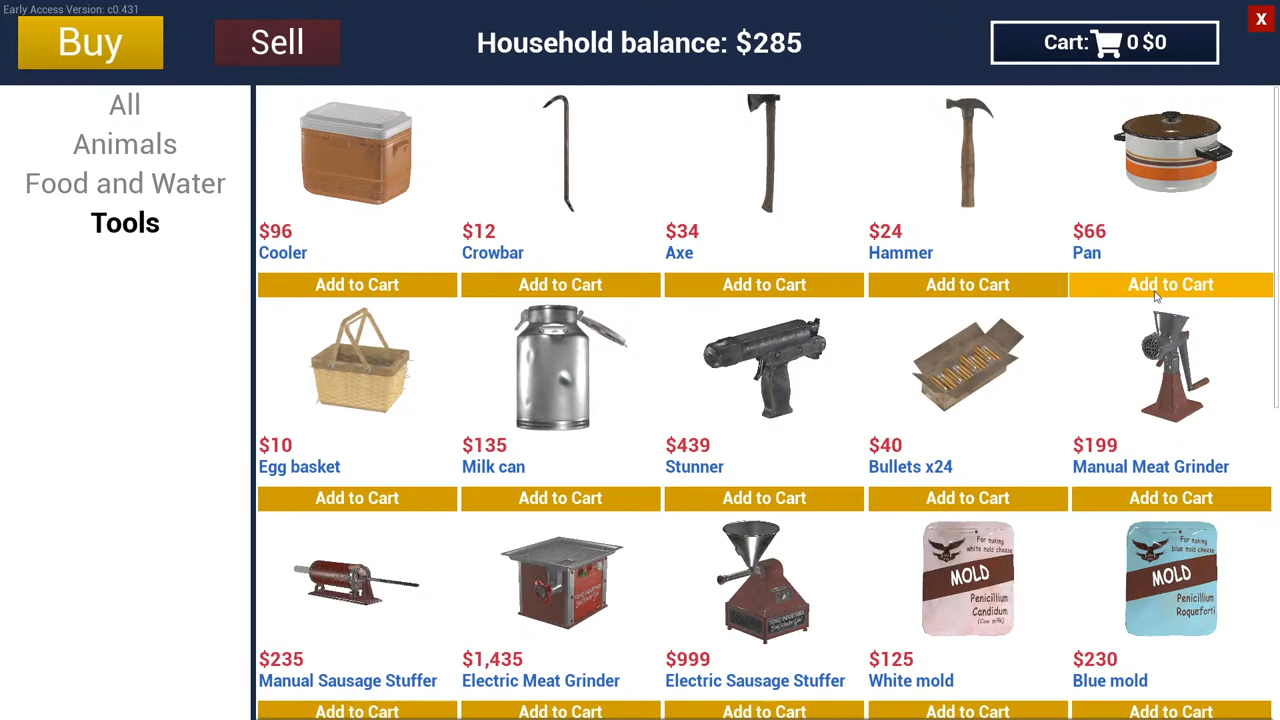 Early Access Version: c0.431
Buy
Sell
Household balance: $285
Cart: 0 $0
X
All
Animals
Food and Water
Tools
$96
Cooler
Add to Cart
$12
Crowbar
Add to Cart
$34
Axe
Add to Cart
$24
Hammer
Add to Cart
$66
Pan
Add to Cart
$10
Egg basket
Add to Cart
$135
Milk can
Add to Cart
$439
Stunner
Add to Cart
$40
Bullets x24
Add to Cart
$199
Manual Meat Grinder
Add to Cart
$235
Manual Sausage Stuffer
Add to Cart
$1,435
Electric Meat Grinder
Add to Cart
$999
Electric Sausage Stuffer
Add to Cart
For making
white mold cheese
MOLD
Penicillium
Candidum
(Cow milk)
$125
White mold
Add to Cart
For making
blue mold cheese
MOLD
Penicillium
Roqueforti
$230
Blue mold
Add to Cart